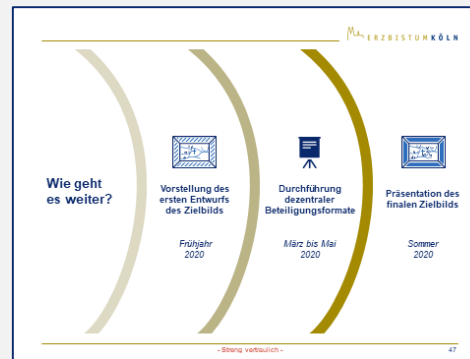 ERZBISTUM KÖLN
Wie geht
es weiter?
Vorstellung des
ersten Entwurfs
des Zielbilds
Frühjahr
2020
Durchführung
dezentraler
Beteiligungsformate
März bis Mai
2020
Präsentation des
finalen Zielbilds
Sommer
2020
- Streng vertraulich -
47